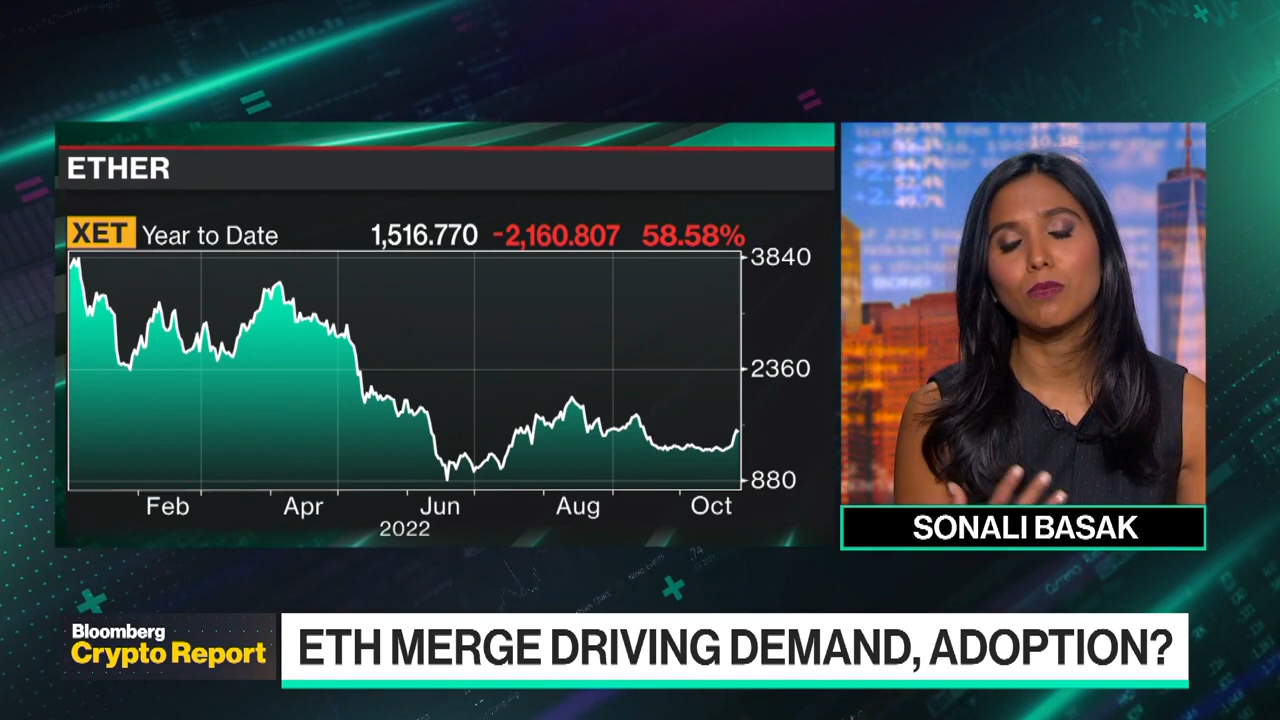 ETHER
XET Year to Date 1,516.770 -2,160.807 58.58%
3840
2360
880
Feb Apr Jun Aug Oct
2022
SONALI BASAK
Bloomberg
Crypto Report
ETH MERGE DRIVING DEMAND, ADOPTION?